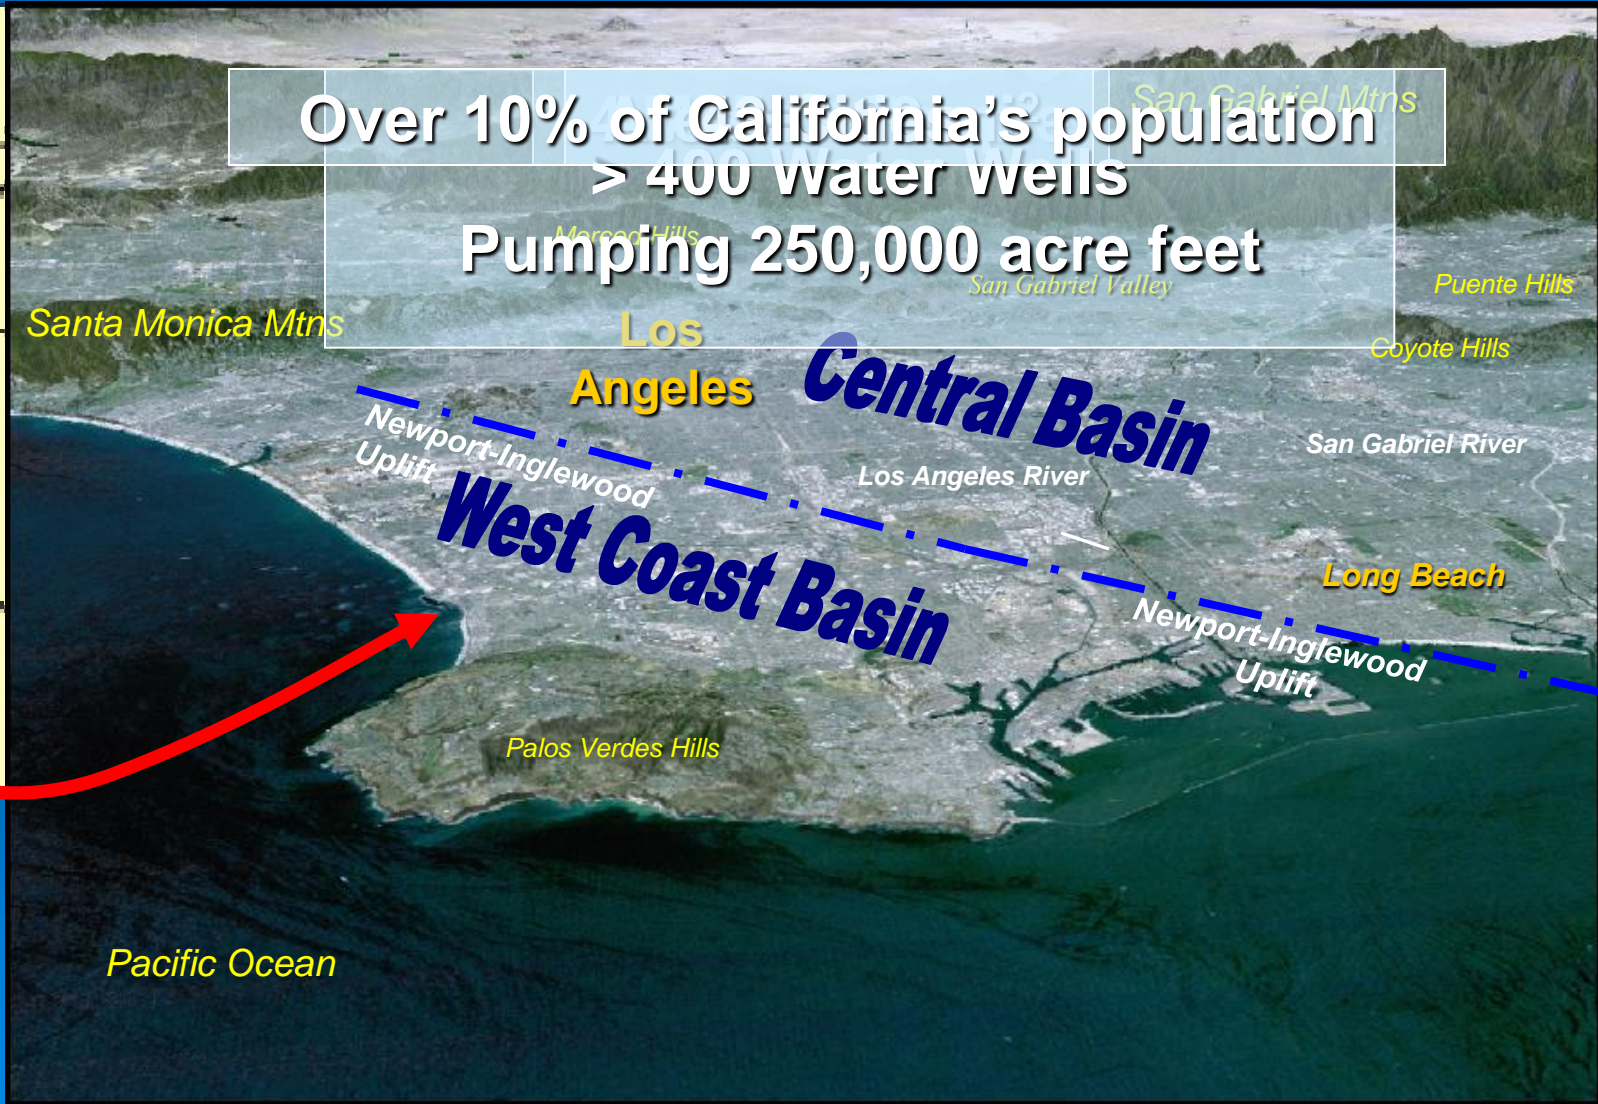 San Gabriel Mtns
Over 10% of California’s population
> 400 Water Wells
Pumping 250,000 acre feet
Merced Hills
San Gabriel Valley
Puente Hills
Santa Monica Mtns
Los
Angeles
Coyote Hills
Central Basin
Newport-Inglewood
Uplift
San Gabriel River
Los Angeles River
West Coast Basin
Long Beach
Newport-Inglewood
Uplift
Palos Verdes Hills
Pacific Ocean